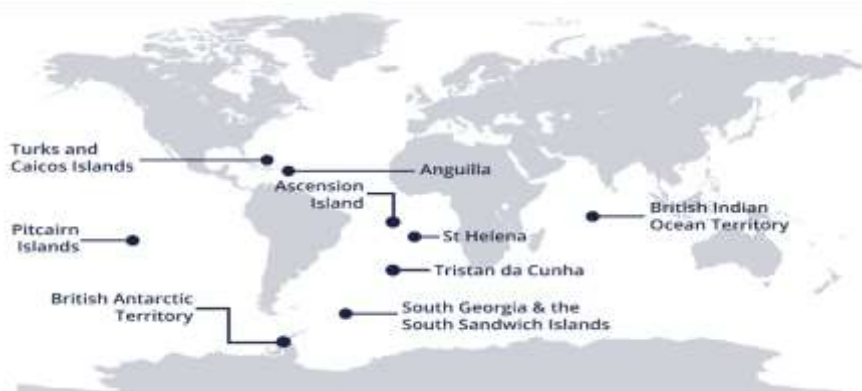 Turks and
Caicos Islands
Anguilla
Ascension
Island
British Indian
Ocean Territory
Pitcairn
Islands
St Helena
Tristan da Cunha
British Antarctic
Territory
South Georgia & the
South Sandwich Islands